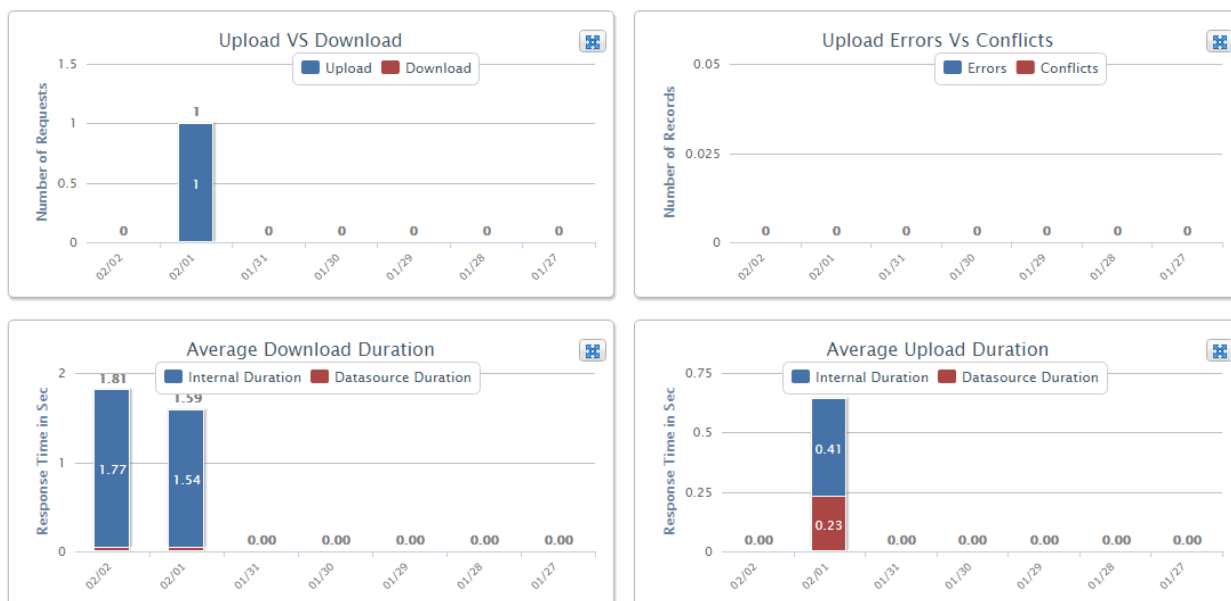 Upload VS Download
Upload Download
Number of Requests
1.5
1
0.5
0
0 1 0 0 0 0 0
1
02/02 02/01 01/31 01/30 01/29 01/28 01/27
Upload Errors Vs Conflicts
Errors Conflicts
Number of Records
0.05
0.025
0
0 0 0 0 0 0 0
02/02 02/01 01/31 01/30 01/29 01/28 01/27
Average Download Duration
Internal Duration Datasource Duration
Response Time in Sec
2
1
0
1.81 1.59 0.00 0.00 0.00 0.00 0.00
1.77 1.54
02/02 02/01 01/31 01/30 01/29 01/28 01/27
Average Upload Duration
Internal Duration Datasource Duration
Response Time in Sec
0.75
0.5
0.25
0
0.41
0.23
0.00 0.00 0.00 0.00 0.00 0.00
02/02 02/01 01/31 01/30 01/29 01/28 01/27